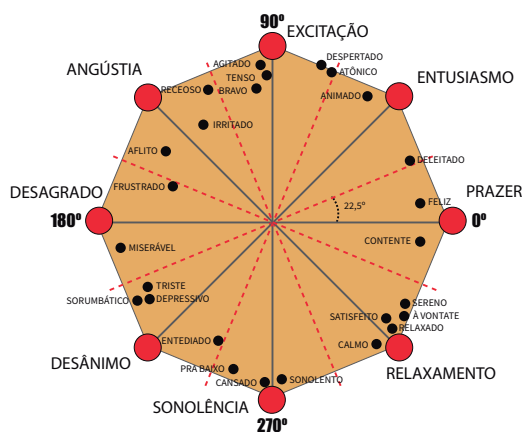 90º
EXCITAÇÃO
AGITADO
DESPERTADO
TENSO
ATÔNICO
ANGÚSTIA
ENTUSIASMO
RECEOSO
BRAVO
ANIMADO
IRRITADO
AFLITO
DELEITADO
FRUSTRADO
DESAGRADO
180º
22,5º
FELIZ
PRAZER
0º
CONTENTE
MISERÁVEL
TRISTE
SORUMBÁTICO
DEPRESSIVO
SERENO
SATISFEITO
À VONTATE
RELAXADO
ENTEDIADO
CALMO
DESÂNIMO
RELAXAMENTO
PRA BAIXO
CANSADO
SONOLENTO
SONOLÊNCIA
270º